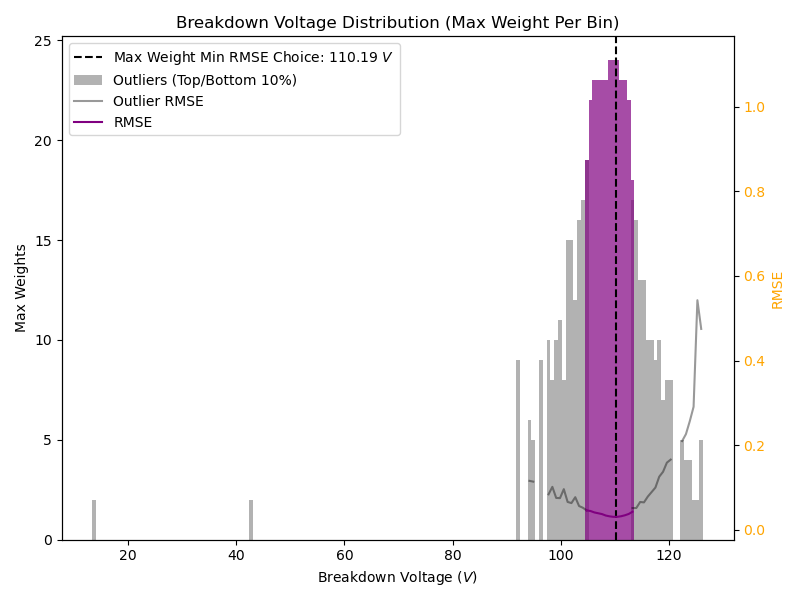 Breakdown Voltage Distribution (Max Weight Per Bin)
Max Weight Min RMSE Choice: 110.19 V
Outliers (Top/Bottom 10%)
Outlier RMSE
RMSE
Max Weights
25
20
15
10
5
0
1.0
0.8
0.6
0.4
0.2
0.0
RMSE
20 40 60 80 100 120
Breakdown Voltage (V)